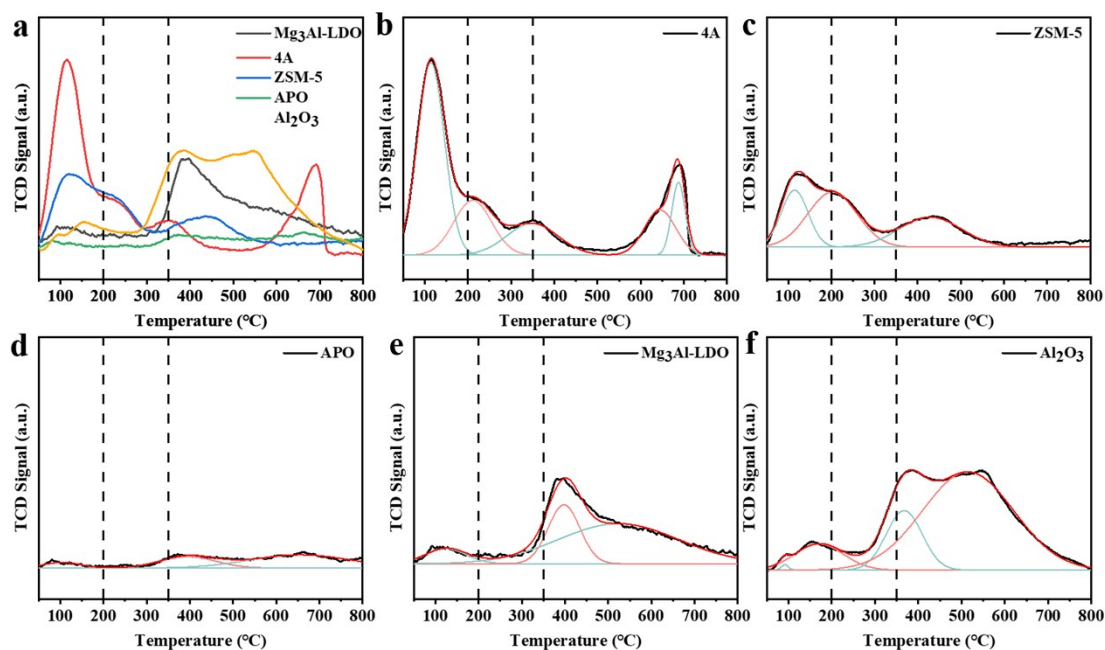 a
Mg₃Al-LDO
4A
ZSM-5
APO
Al₂O₃
TCD Signal (a.u.)
100 200 300 400 500 600 700 800
Temperature (°C)
b
4A
TCD Signal (a.u.)
100 200 300 400 500 600 700 800
Temperature (°C)
c
ZSM-5
TCD Signal (a.u.)
100 200 300 400 500 600 700 800
Temperature (°C)
d
APO
TCD Signal (a.u.)
100 200 300 400 500 600 700 800
Temperature (°C)
e
Mg₃Al-LDO
TCD Signal (a.u.)
100 200 300 400 500 600 700 800
Temperature (°C)
f
Al₂O₃
TCD Signal (a.u.)
100 200 300 400 500 600 700 800
Temperature (°C)